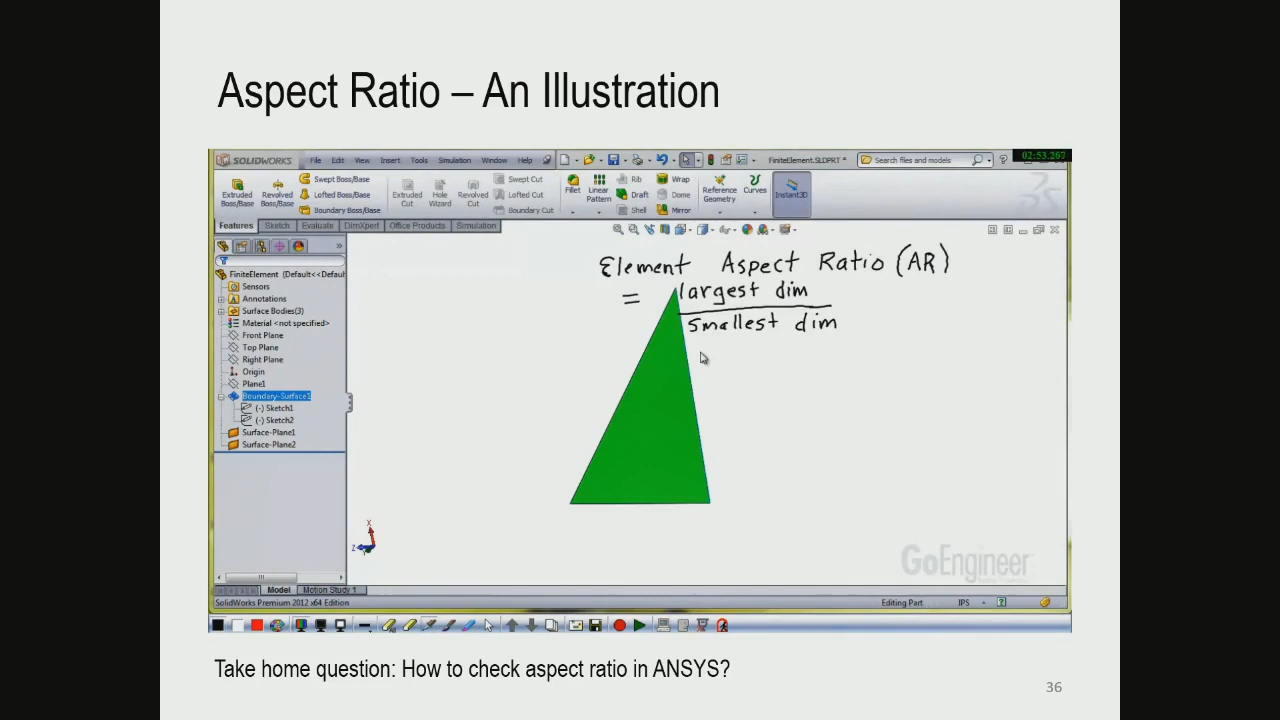 Aspect Ratio – An Illustration
SOLIDWORKS File Edit View Insert Tools Simulation Window Help FiniteElement.SLDPRT * Search files and models ? 02:53.267
Extruded Boss/Base Revolved Boss/Base Swept Boss/Base Lofted Boss/Base Boundary Boss/Base Extruded Cut Hole Wizard Revolved Cut Swept Cut Lofted Cut Boundary Cut Fillet Linear Pattern Rib Draft Shell Wrap Dome Mirror Reference Geometry Curves Instant3D
Features Sketch Evaluate DimXpert Office Products Simulation
FiniteElement (Default<<Defau
Sensors
Annotations
Surface Bodies(3)
Material <not specified>
Front Plane
Top Plane
Right Plane
Origin
Plane1
Boundary-Surface1
(-) Sketch1
(-) Sketch2
Surface-Plane1
Surface-Plane2
Element Aspect Ratio (AR)
= largest dim
smallest dim
X
Z
GoEngineer
Model Motion Study 1
SolidWorks Premium 2012 x64 Edition Editing Part IPS
Take home question: How to check aspect ratio in ANSYS?
36